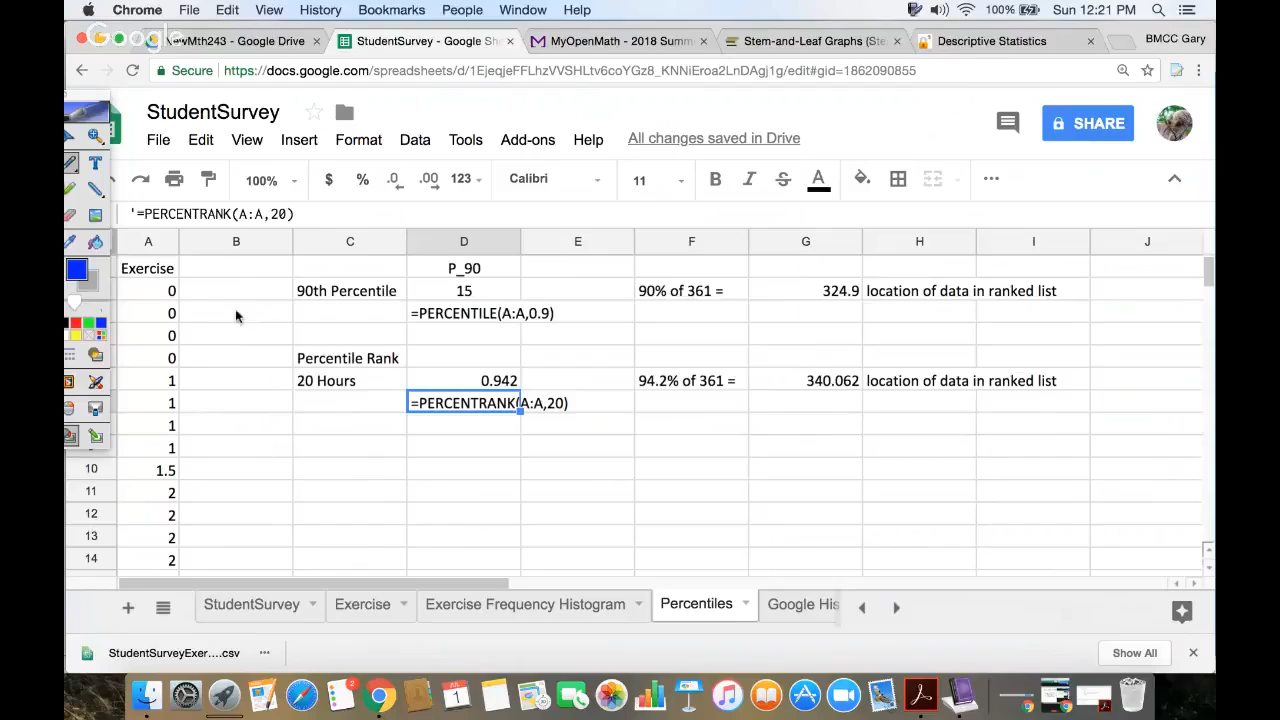 Chrome File Edit View History Bookmarks People Window Help 100% Sun 12:21 PM
Google
Mth243 - Google Drive StudentSurvey - Google She MyOpenMath - 2018 Summ Stem-and-Leaf Graphs (Ste Descriptive Statistics BMCC Gary
Secure https://docs.google.com/spreadsheets/d/1EjeqjeFFLhzVVSHLtv6coYGz8_KNNiEroa2LnDAgj1g/edit#gid=1862090855
StudentSurvey
SHARE
File Edit View Insert Format Data Tools Add-ons Help All changes saved in Drive
100% $ % .0 .00 123 Calibri 11 B I S A
'=PERCENTRANK(A:A,20)
A B C D E F G H I J
Exercise P_90
0 90th Percentile 15 90% of 361 = 324.9 location of data in ranked list
0 =PERCENTILE(A:A,0.9)
0
0 Percentile Rank
1 20 Hours 0.942 94.2% of 361 = 340.062 location of data in ranked list
1 =PERCENTRANK(A:A,20)
1
1
10 1.5
11 2
12 2
13 2
14 2
StudentSurvey Exercise Exercise Frequency Histogram Percentiles Google His
StudentSurveyExer....csv Show All
2 1